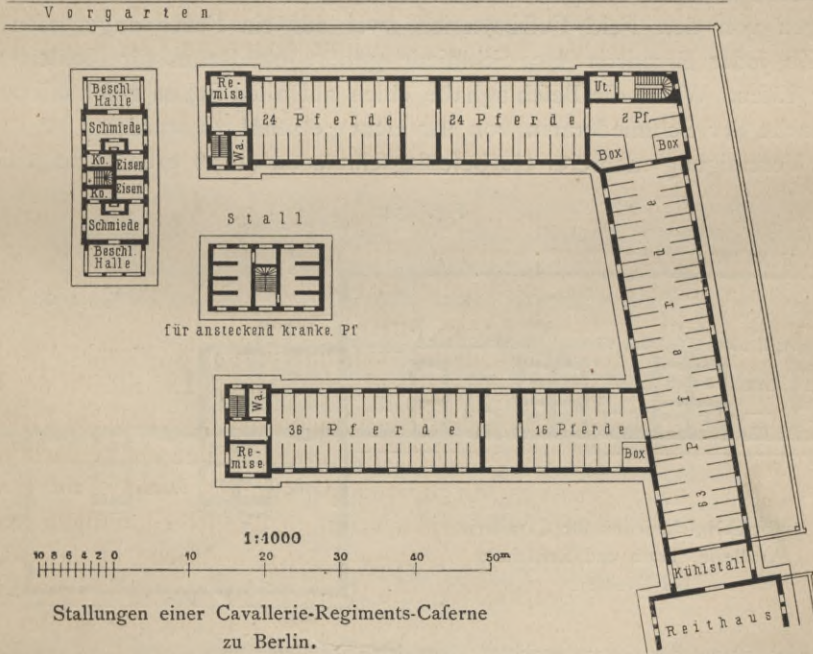 Vorgarten
Beschl.
Halle
Schmiede
Ko.
Eisen
Ko.
Eisen
Schmiede
Beschl.
Halle
Re-
mise
Wa.
24 Pferde
24 Pferde
Ut.
2 Pf.
Box
Box
63 Pferde
Stall
für ansteckend kranke. Pf
Wa.
Re-
mise
36 Pferde
16 Pferde
Box
Kühlstall
Reithaus
1:1000
10 8 6 4 2 0 10 20 30 40 50m
Stallungen einer Cavallerie-Regiments-Caſerne
zu Berlin.